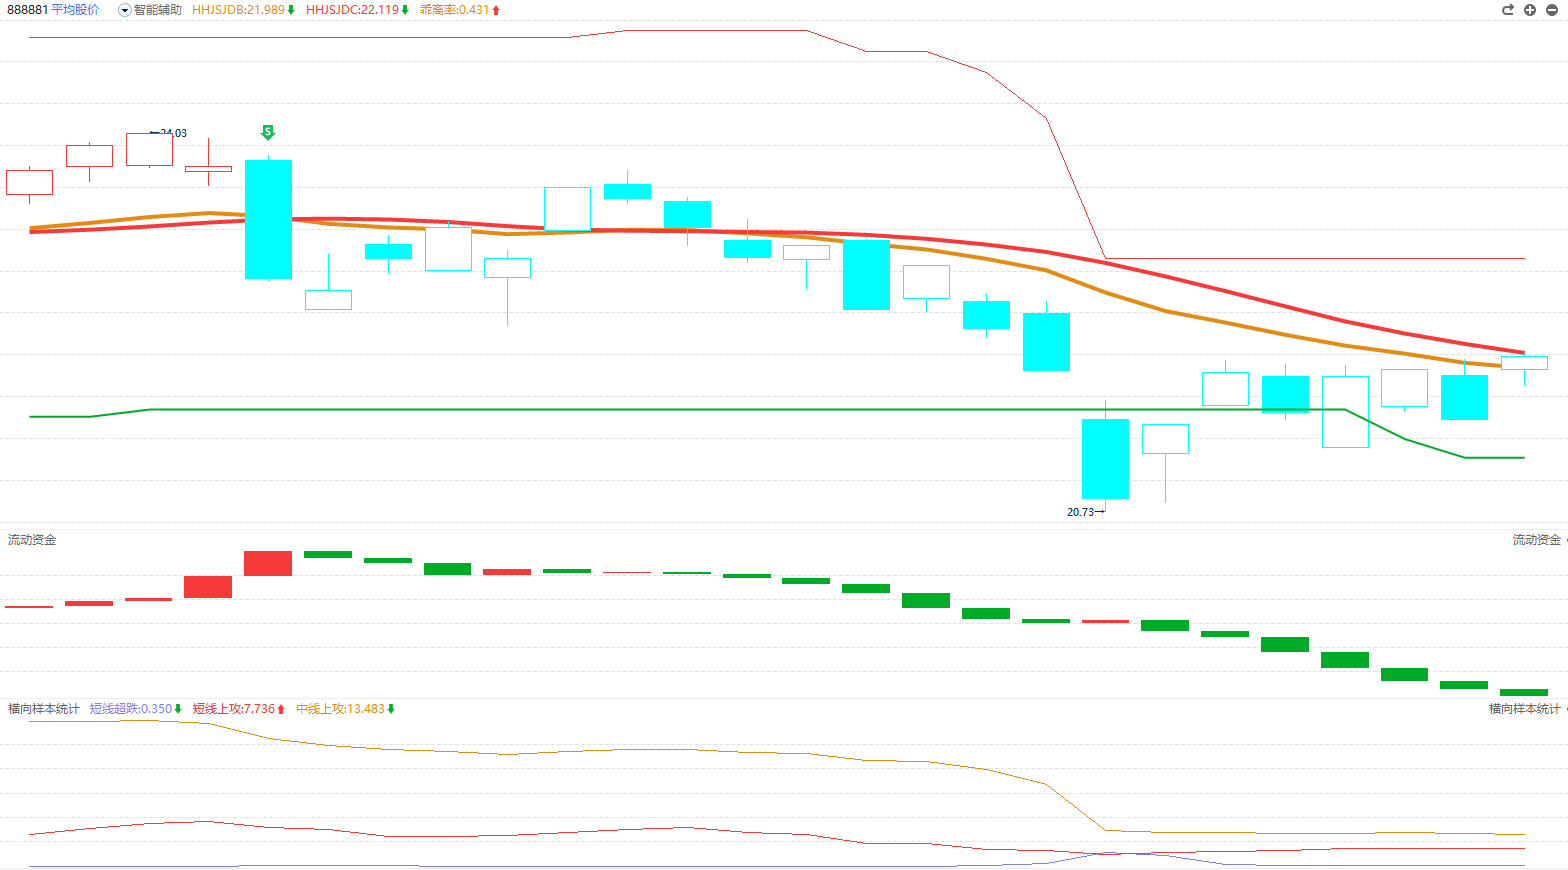 888881 平均股价 智能辅助 HHJSJDB:21.989 HHJSJDC:22.119 乖离率:0.431
24.03
S
20.73
流动资金 流动资金
横向样本统计 短线超跌:0.350 短线上攻:7.736 中线上攻:13.483 横向样本统计